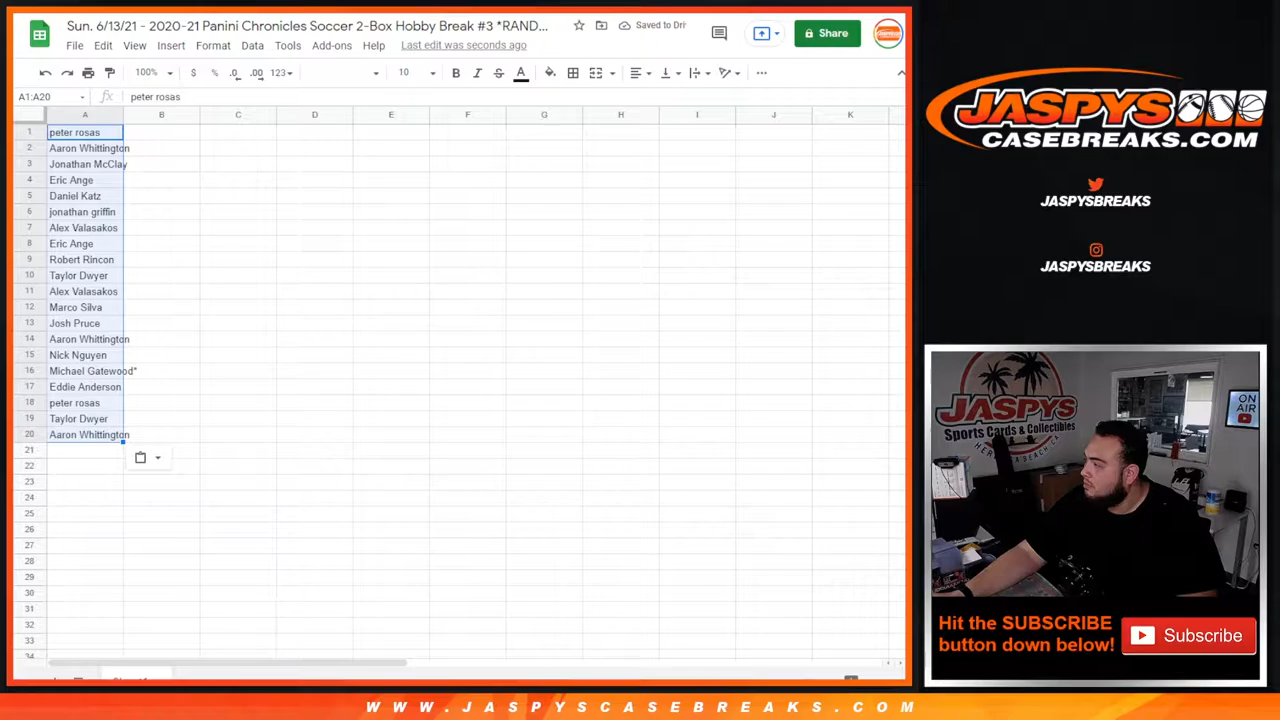 Sun. 6/13/21 - 2020-21 Panini Chronicles Soccer 2-Box Hobby Break #3 *RAND...
Saved to Dri
Share
File Edit View Insert Format Data Tools Add-ons Help Last edit was seconds ago
100% $ % .0 .00 123 10 B I S A
A1:A20 fx peter rosas
A B C D E F G H I J K
1 peter rosas
2 Aaron Whittington
3 Jonathan McClay
4 Eric Ange
5 Daniel Katz
6 jonathan griffin
7 Alex Valasakos
8 Eric Ange
9 Robert Rincon
10 Taylor Dwyer
11 Alex Valasakos
12 Marco Silva
13 Josh Pruce
14 Aaron Whittington
15 Nick Nguyen
16 Michael Gatewood*
17 Eddie Anderson
18 peter rosas
19 Taylor Dwyer
20 Aaron Whittington
21
22
23
24
25
26
27
28
29
30
31
32
33
34
JASPYS
CASEBREAKS.COM
JASPYSBREAKS
JASPYSBREAKS
JASPYS
Sports Cards & Collectibles
ON
AIR
Hit the SUBSCRIBE
button down below!
Subscribe
WWW.JASPYSCASEBREAKS.COM